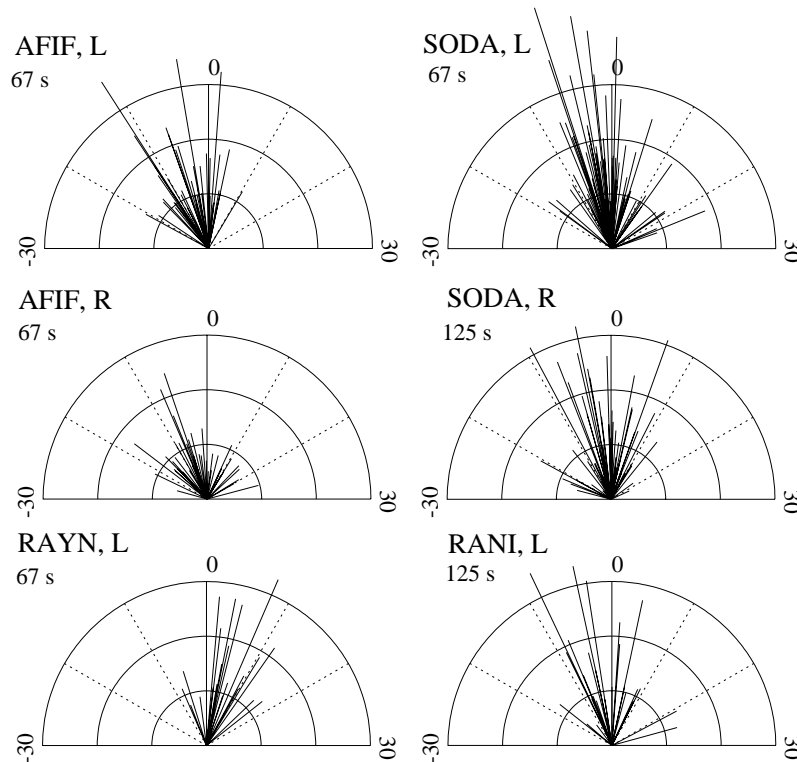 AFIF, L
67 s
0
-30
30
SODA, L
67 s
0
-30
30
AFIF, R
67 s
0
-30
30
SODA, R
125 s
0
-30
30
RAYN, L
67 s
0
-30
30
RANI, L
125 s
0
-30
30